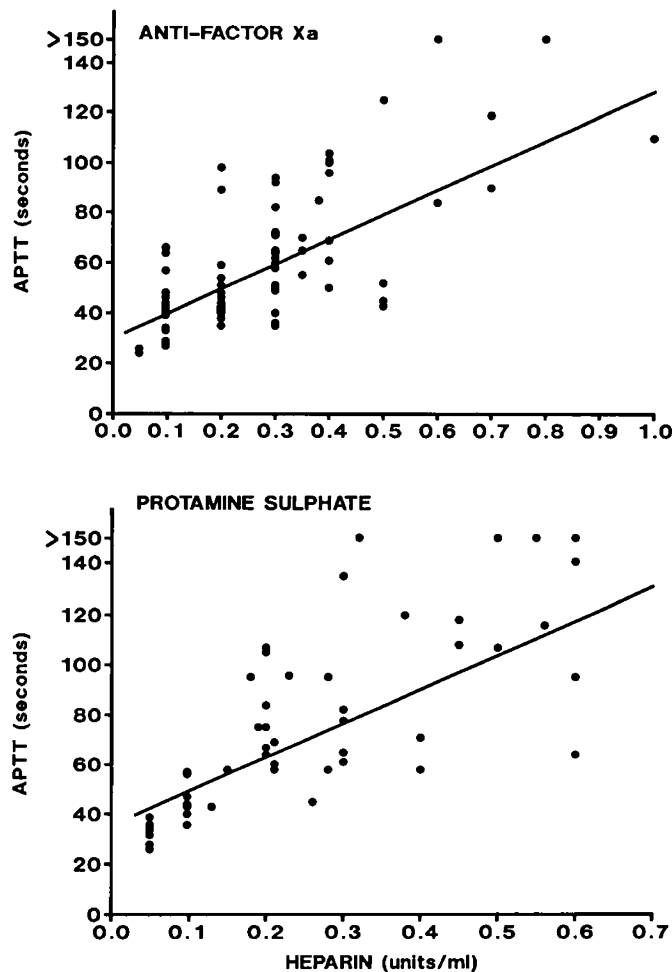 ANTI-FACTOR Xa
>150
140
120
100
80
60
40
20
0
APTT (seconds)
0.0 0.1 0.2 0.3 0.4 0.5 0.6 0.7 0.8 0.9 1.0
PROTAMINE SULPHATE
>150
140
120
100
80
60
40
20
0
APTT (seconds)
0.0 0.1 0.2 0.3 0.4 0.5 0.6 0.7
HEPARIN (units/ml)